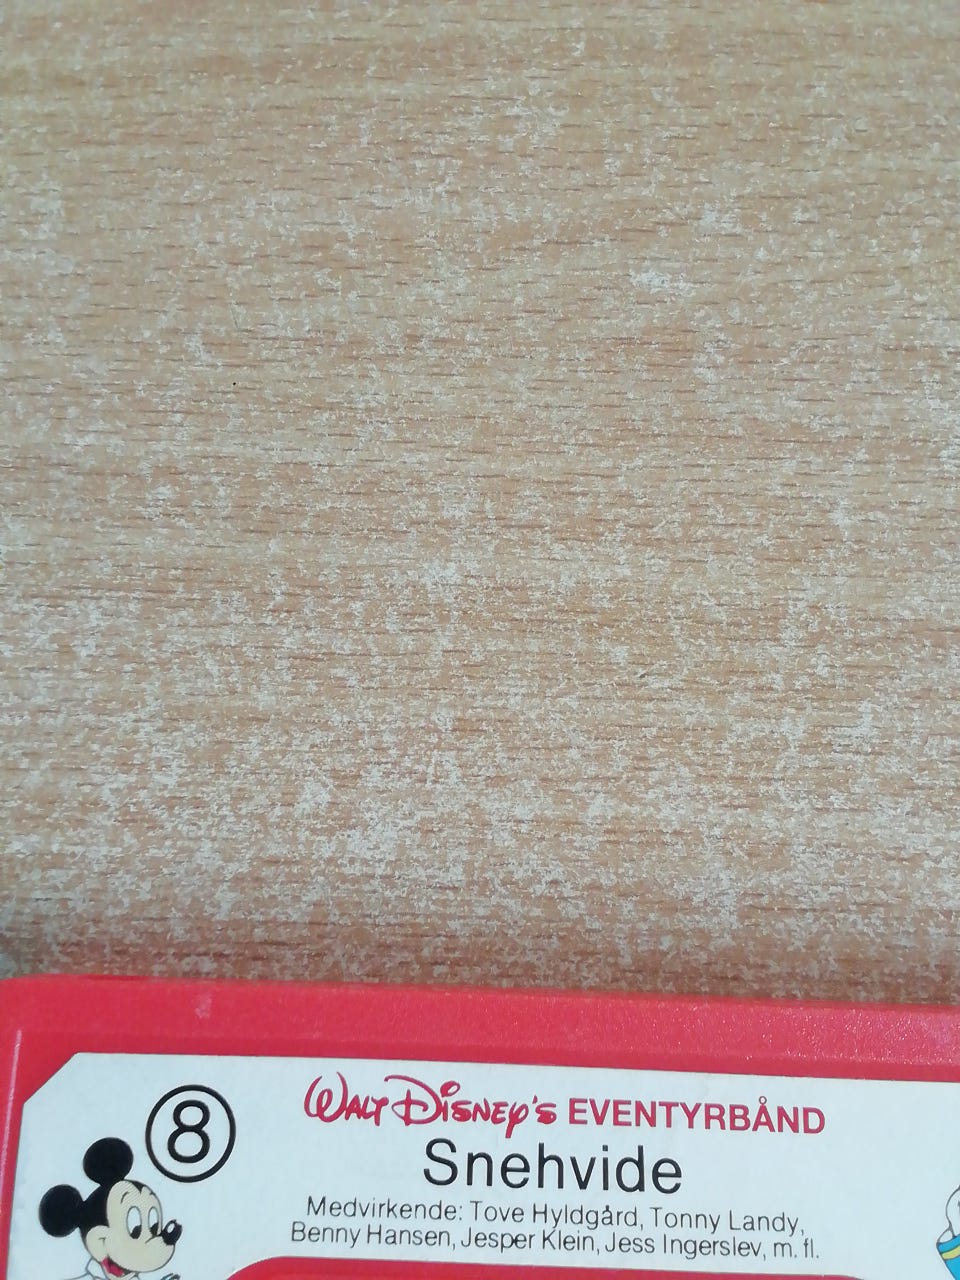 8
WALT DISNEY'S EVENTYRBÅND
Snehvide
Medvirkende: Tove Hyldgård, Tonny Landy,
Benny Hansen, Jesper Klein, Jess Ingerslev, m. fl.